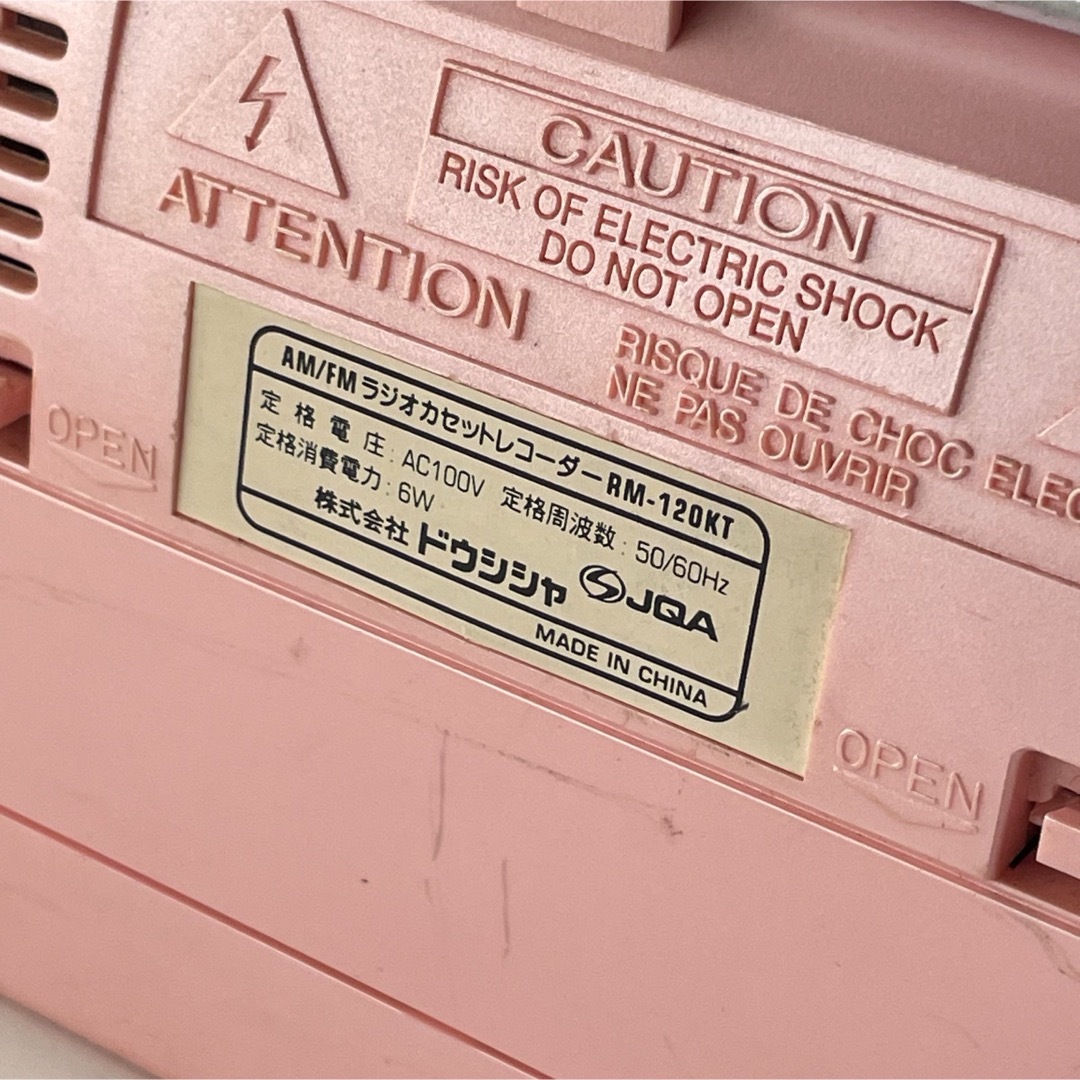 CAUTION
RISK OF ELECTRIC SHOCK
DO NOT OPEN
ATTENTION
RISQUE DE CHOC ELEC
NE PAS OUVRIR
OPEN
AM/FM ラジオカセットレコーダー RM-120KT
定格電圧:AC100V 定格周波数:50/60Hz
定格消費電力:6W
株式会社 ドウシシャ JQA
MADE IN CHINA
OPEN